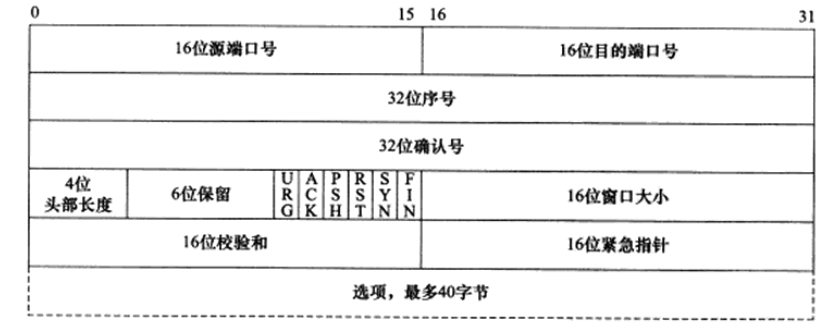 0 15 16 31
16位源端口号 16位目的端口号
32位序号
32位确认号
4位
头部长度 6位保留 URG ACK PSH RST SYN FIN 16位窗口大小
16位校验和 16位紧急指针
选项，最多40字节